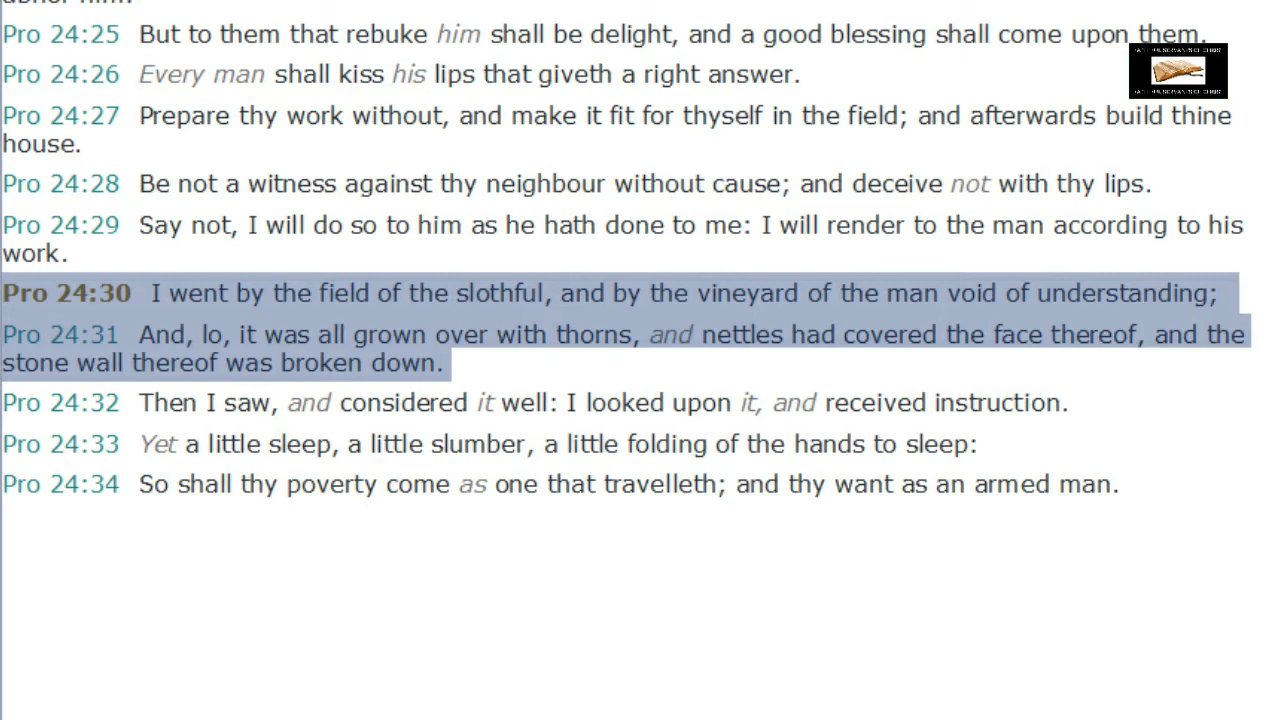 abhor him.
Pro 24:25 But to them that rebuke him shall be delight, and a good blessing shall come upon them.
Pro 24:26 Every man shall kiss his lips that giveth a right answer.
Pro 24:27 Prepare thy work without, and make it fit for thyself in the field; and afterwards build thine
house.
Pro 24:28 Be not a witness against thy neighbour without cause; and deceive not with thy lips.
Pro 24:29 Say not, I will do so to him as he hath done to me: I will render to the man according to his
work.
Pro 24:30 I went by the field of the slothful, and by the vineyard of the man void of understanding;
Pro 24:31 And, lo, it was all grown over with thorns, and nettles had covered the face thereof, and the
stone wall thereof was broken down.
Pro 24:32 Then I saw, and considered it well: I looked upon it, and received instruction.
Pro 24:33 Yet a little sleep, a little slumber, a little folding of the hands to sleep:
Pro 24:34 So shall thy poverty come as one that travelleth; and thy want as an armed man.